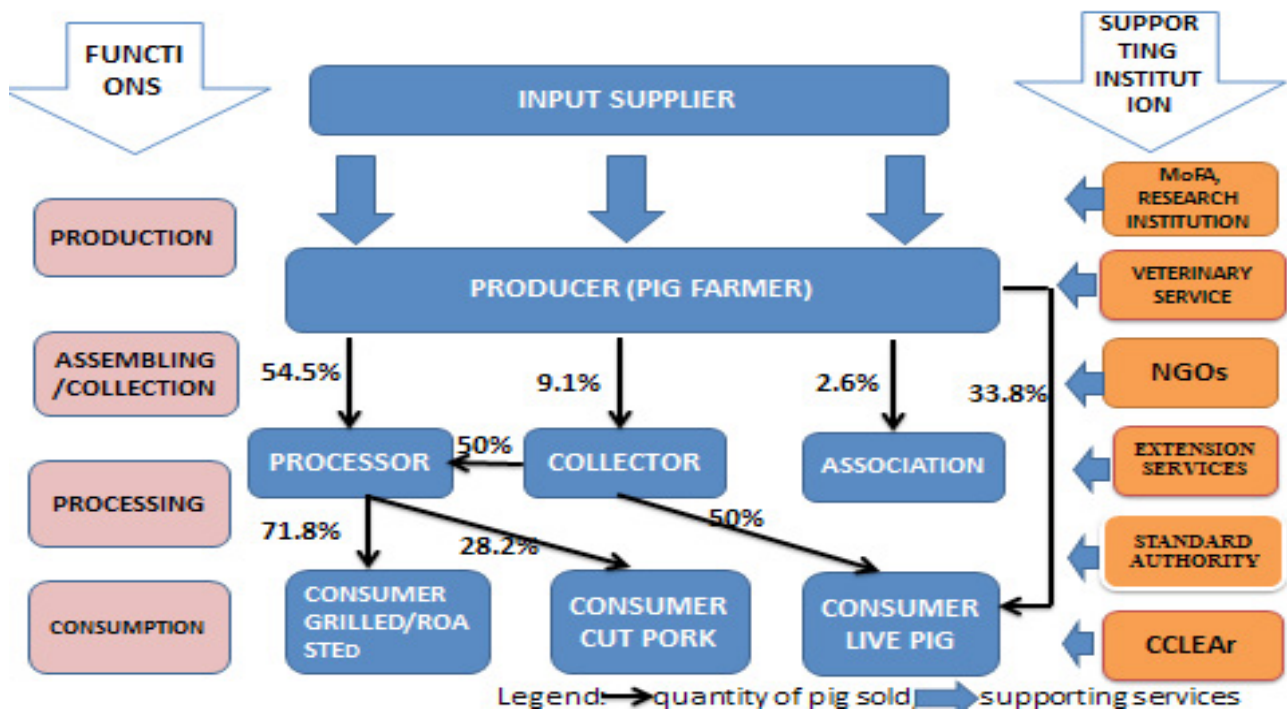 FUNCTI
ONS
INPUT SUPPLIER
SUPPOR
TING
INSTITUT
ION
PRODUCTION
MoFA,
RESEARCH
INSTITUTION
PRODUCER (PIG FARMER)
VETERINARY
SERVICE
ASSEMBLING
/COLLECTION
54.5%
9.1%
2.6%
33.8%
NGOs
PROCESSOR
50%
COLLECTOR
ASSOCIATION
EXTENSION
SERVICES
PROCESSING
71.8%
28.2%
50%
STANDARD
AUTHORITY
CONSUMPTION
CONSUMER
GRILLED/ROA
STED
CONSUMER
CUT PORK
CONSUMER
LIVE PIG
CCLEAr
Legend: quantity of pig sold, supporting services